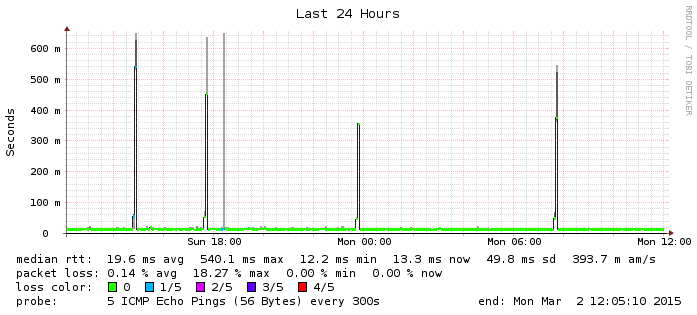 Last 24 Hours
RRDTOOL / TOBI OETIKER
Seconds
600 m
500 m
400 m
300 m
200 m
100 m
0
Sun 18:00 Mon 00:00 Mon 06:00 Mon 12:00
median rtt: 19.6 ms avg 540.1 ms max 12.2 ms min 13.3 ms now 49.8 ms sd 393.7 m am/s
packet loss: 0.14 % avg 18.27 % max 0.00 % min 0.00 % now
loss color: 0 1/5 2/5 3/5 4/5
probe: 5 ICMP Echo Pings (56 Bytes) every 300s end: Mon Mar 2 12:05:10 2015